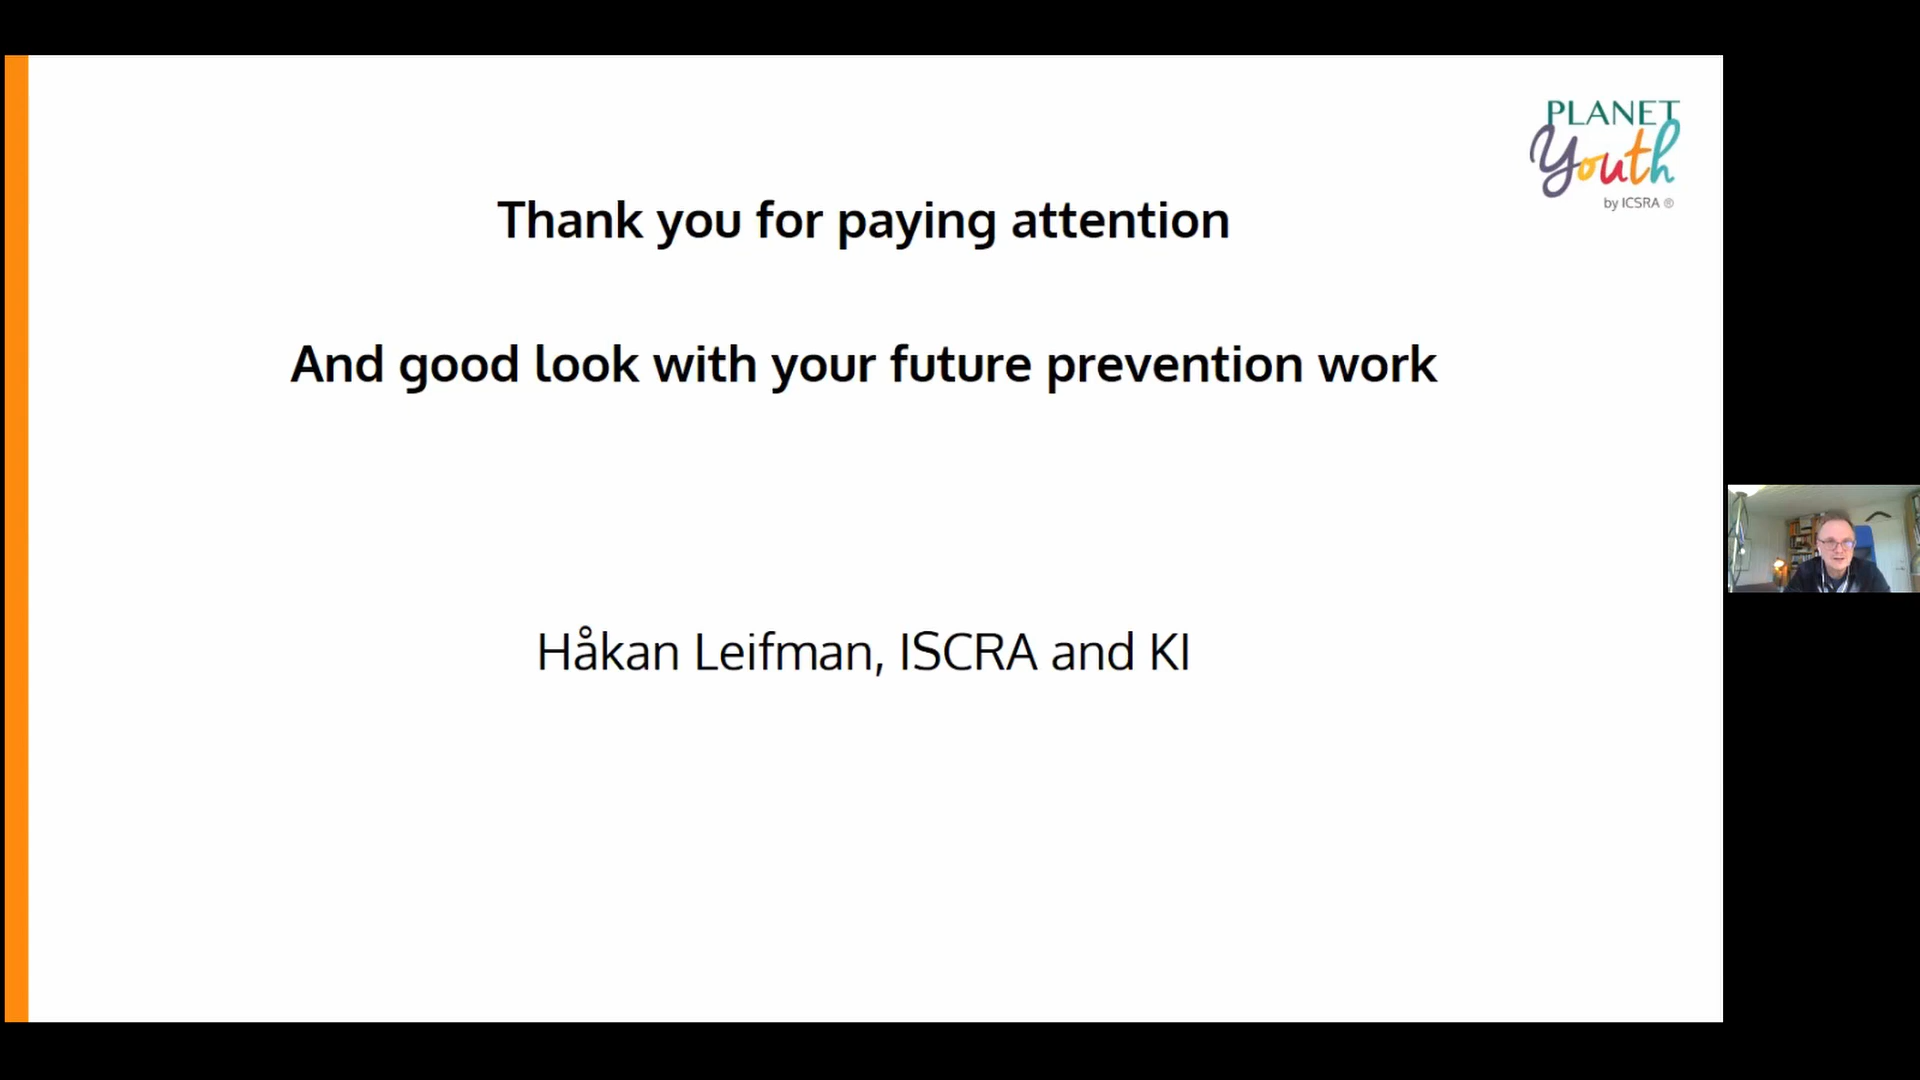 PLANET
Youth
by ICSRA ®
Thank you for paying attention
And good look with your future prevention work
Håkan Leifman, ISCRA and KI